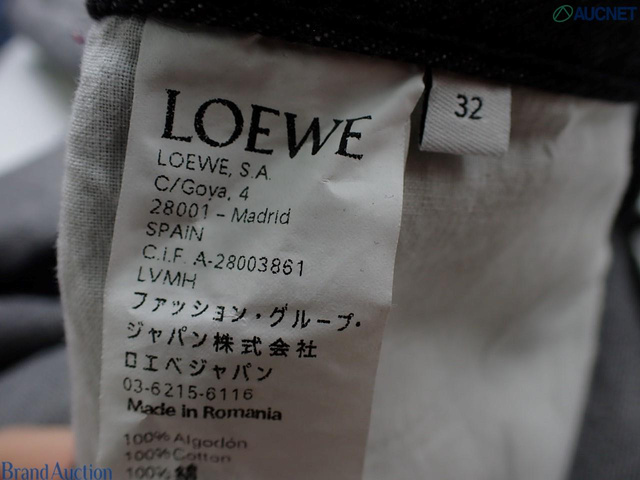 AUCNET
32
LOEWE
LOEWE, S.A.
C/Goya, 4
28001 - Madrid
SPAIN
C.i.F. A-28003861
LVMH
ファッション・グループ・
ジャパン株式会社
ロエベジャパン
03-6215-6116
Made in Romania
100% Algodón
100% Cotton
100% 綿
Brand Auction